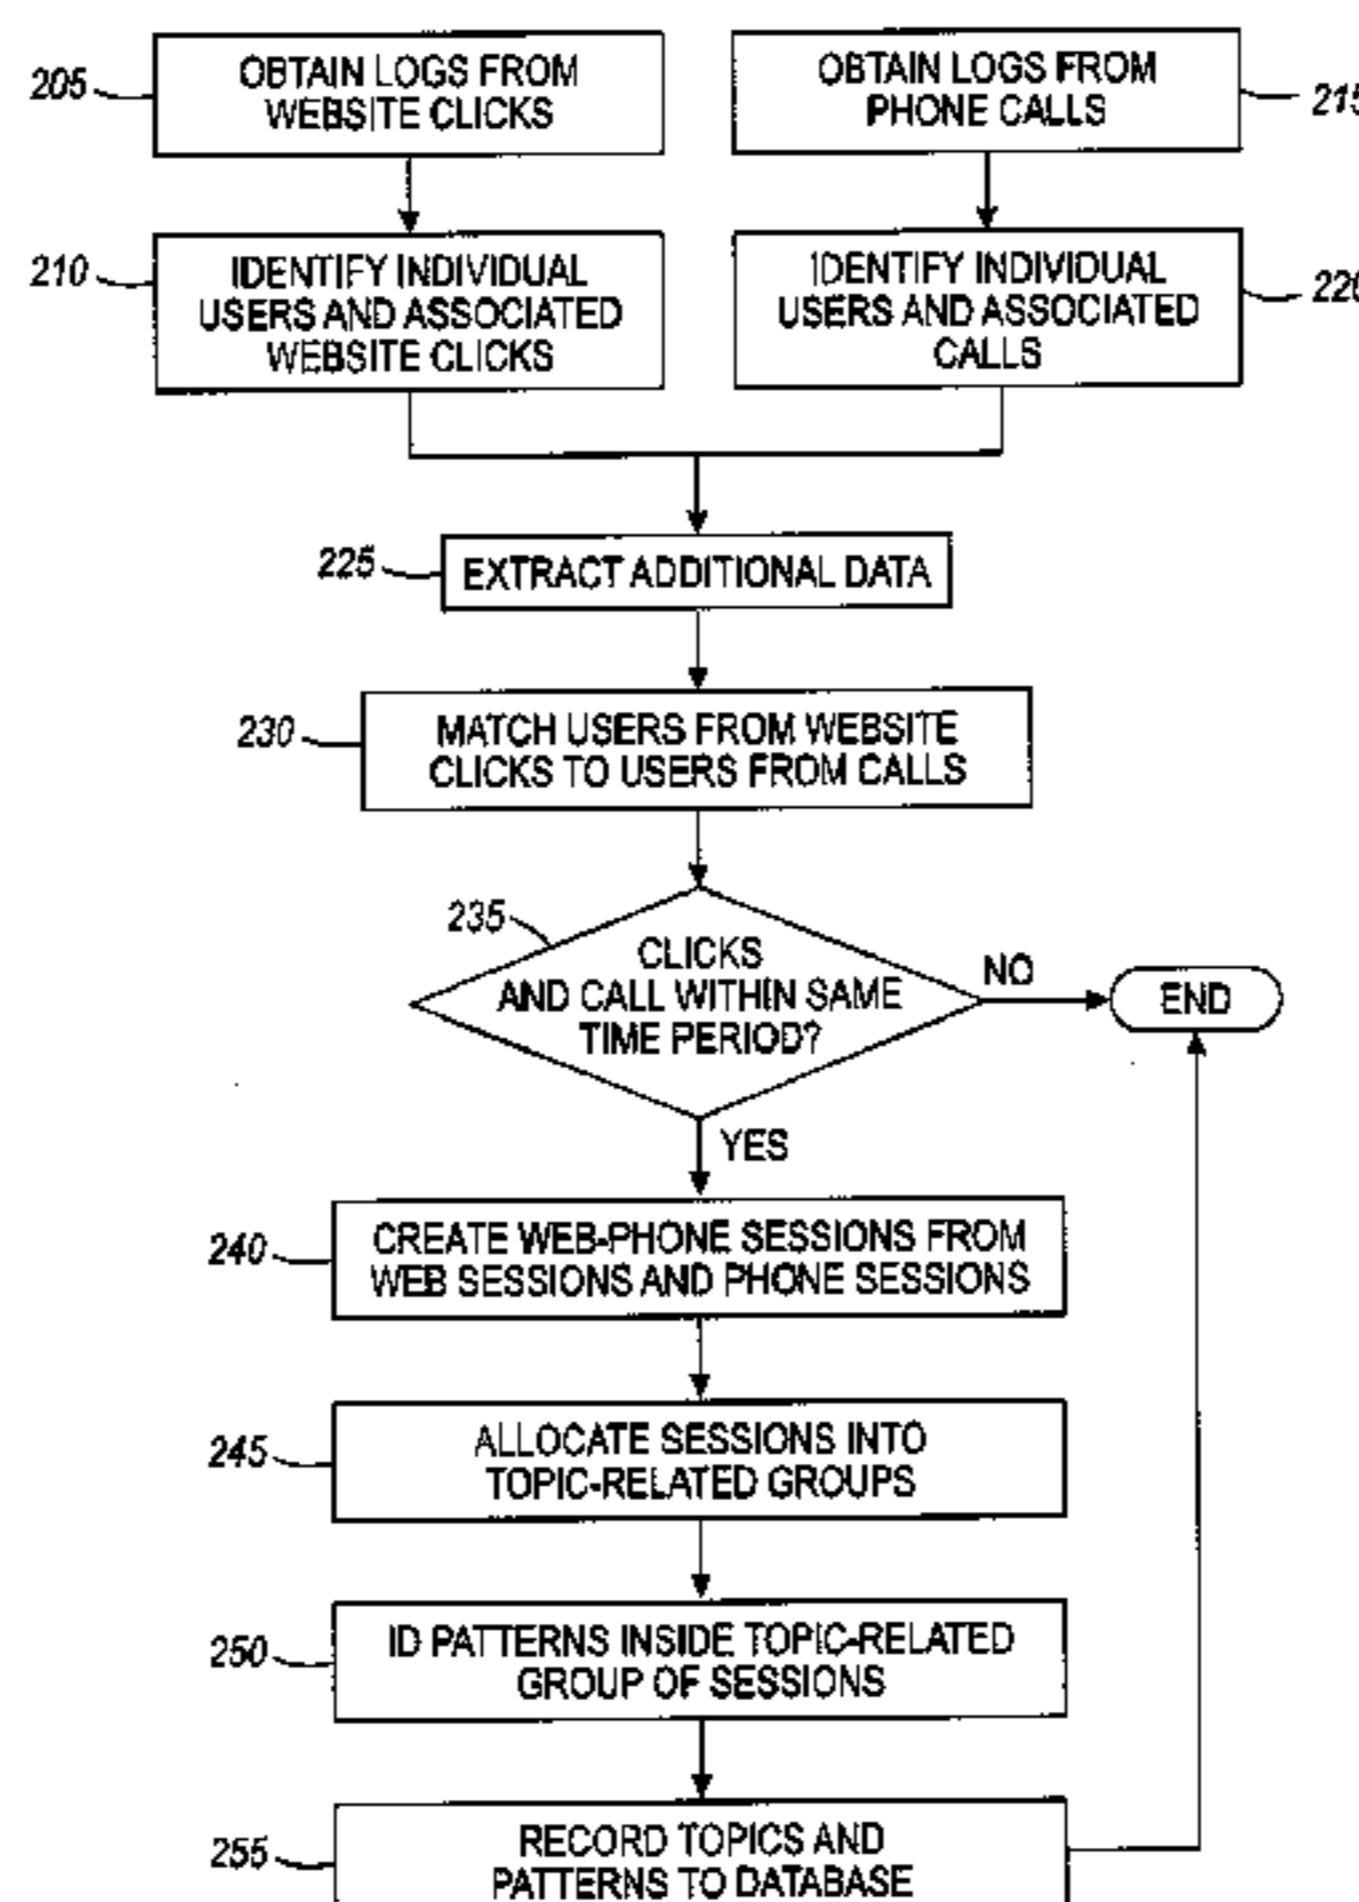 205
OBTAIN LOGS FROM
WEBSITE CLICKS
OBTAIN LOGS FROM
PHONE CALLS
215
210
IDENTIFY INDIVIDUAL
USERS AND ASSOCIATED
WEBSITE CLICKS
IDENTIFY INDIVIDUAL
USERS AND ASSOCIATED
CALLS
220
225
EXTRACT ADDITIONAL DATA
230
MATCH USERS FROM WEBSITE
CLICKS TO USERS FROM CALLS
235
CLICKS
AND CALL WITHIN SAME
TIME PERIOD?
NO
END
YES
240
CREATE WEB-PHONE SESSIONS FROM
WEB SESSIONS AND PHONE SESSIONS
245
ALLOCATE SESSIONS INTO
TOPIC-RELATED GROUPS
250
ID PATTERNS INSIDE TOPIC-RELATED
GROUP OF SESSIONS
255
RECORD TOPICS AND
PATTERNS TO DATABASE